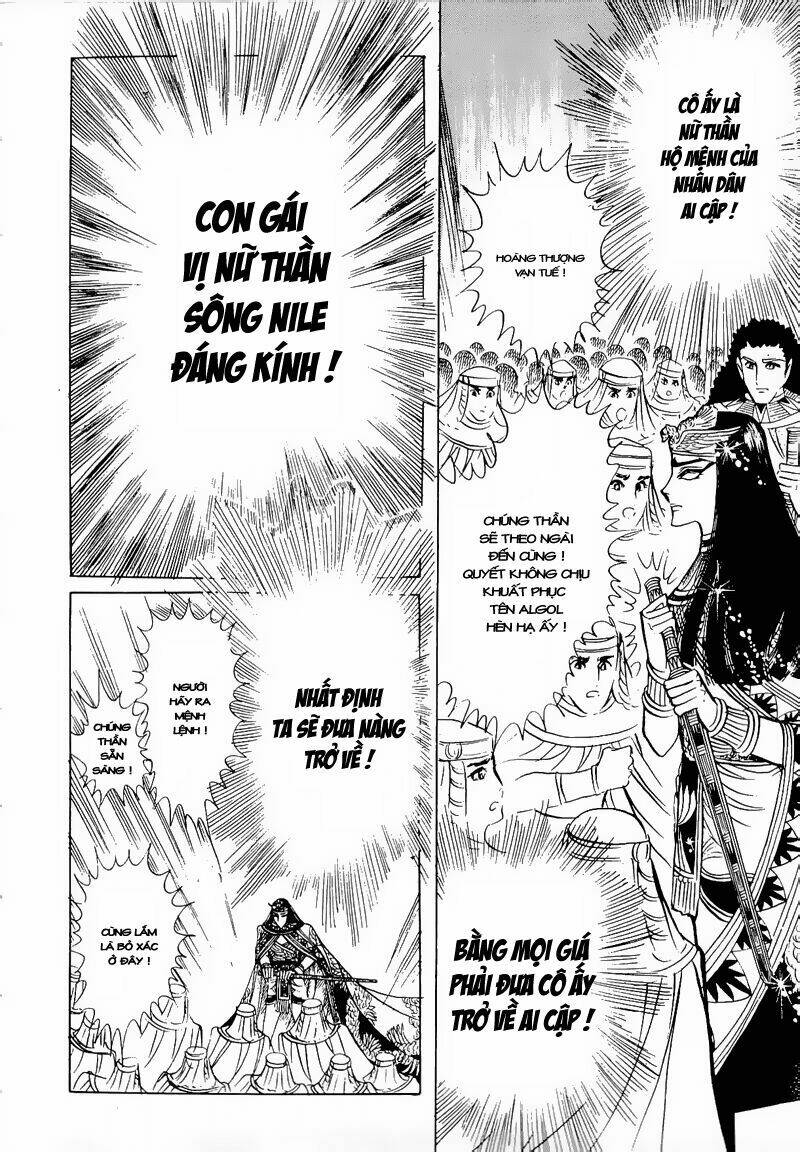 CÔ ẤY LÀ
NỮ THẦN
HỘ MỆNH CỦA
NHÂN DÂN
AI CẬP !
HOÀNG THƯỢNG
VẠN TUẾ !
CHÚNG THẦN
SẼ THEO NGÀI
ĐẾN CÙNG !
QUYẾT KHÔNG CHỊU
KHUẤT PHỤC
TÊN ALGOL
HÈN HẠ ẤY !
BẰNG MỌI GIÁ
PHẢI ĐƯA CÔ ẤY
TRỞ VỀ AI CẬP !
CON GÁI
VỊ NỮ THẦN
SÔNG NILE
ĐÁNG KÍNH !
NHẤT ĐỊNH
TA SẼ ĐƯA NÀNG
TRỞ VỀ !
NGƯỜI
HÃY RA
MỆNH
LỆNH !
CHÚNG
THẦN
SẴN
SÀNG !
CÙNG LẮM
LÀ BỎ XÁC
Ở ĐÂY !